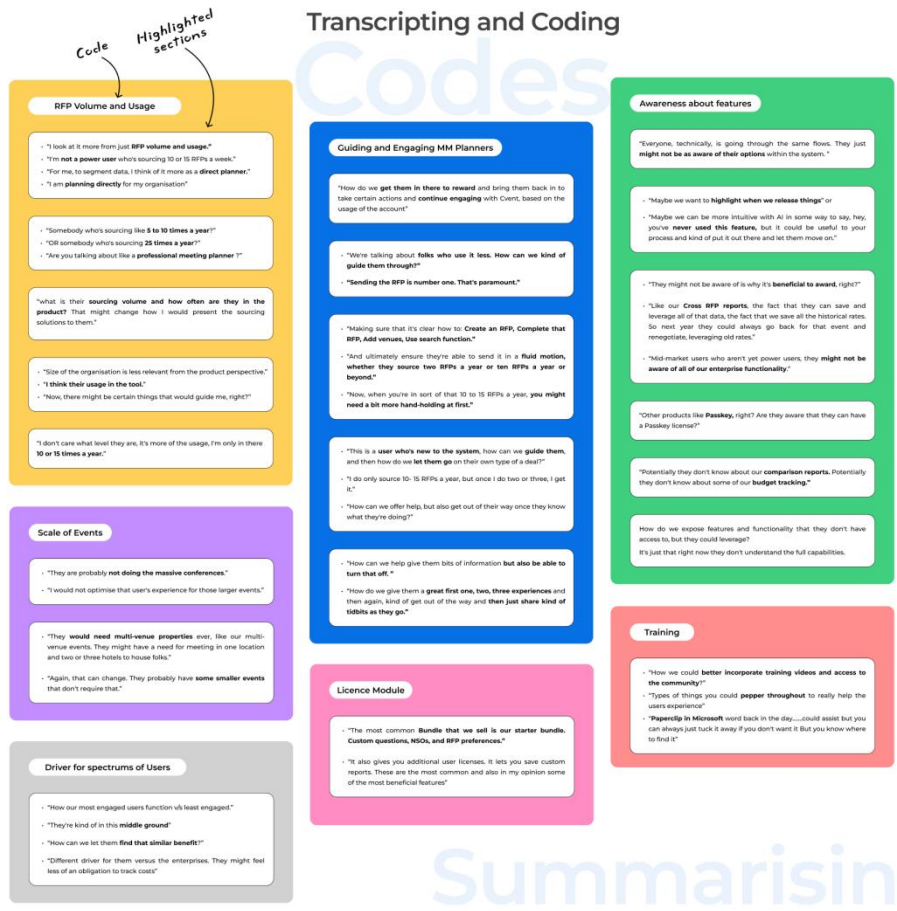 Transcripting and Coding
Code
Highlighted
sections
Codes
RFP Volume and Usage
• "I look at it more from just RFP volume and usage."
• "I'm not a power user who's sourcing 10 or 15 RFPs a week."
• "For me, to segment data, I think of it more as a direct planner."
• "I am planning directly for my organisation"
• "Somebody who's sourcing like 5 to 10 times a year?"
• "OR somebody who's sourcing 25 times a year?"
• "Are you talking about like a professional meeting planner ?"
"what is their sourcing volume and how often are they in the
product? That might change how I would present the sourcing
solutions to them."
• "Size of the organisation is less relevant from the product perspective."
• "I think their usage in the tool."
• "Now, there might be certain things that would guide me, right?"
"I don't care what level they are, it's more of the usage, I'm only in there
10 or 15 times a year."
Scale of Events
• "They are probably not doing the massive conferences."
• "I would not optimise that user's experience for those larger events."
• "They would need multi-venue properties ever, like our multi-
venue events. They might have a need for meeting in one location
and two or three hotels to house folks."
• "Again, that can change. They probably have some smaller events
that don't require that."
Driver for spectrums of Users
• "How our most engaged users function v/s least engaged."
• "They're kind of in this middle ground"
• "How can we let them find that similar benefit?"
• "Different driver for them versus the enterprises. They might feel
less of an obligation to track costs"
Guiding and Engaging MM Planners
"How do we get them in there to reward and bring them back in to
take certain actions and continue engaging with Cvent, based on the
usage of the account"
• "We're talking about folks who use it less. How can we kind of
guide them through?"
• "Sending the RFP is number one. That's paramount."
• "Making sure that it's clear how to: Create an RFP, Complete that
RFP, Add venues, Use search function."
• "And ultimately ensure they're able to send it in a fluid motion,
whether they source two RFPs a year or ten RFPs a year or
beyond."
• "Now, when you're in sort of that 10 to 15 RFPs a year, you might
need a bit more hand-holding at first."
• "This is a user who's new to the system, how can we guide them,
and then how do we let them go on their own type of a deal?"
• "I do only source 10- 15 RFPs a year, but once I do two or three, I get
it."
• "How can we offer help, but also get out of their way once they know
what they're doing?"
• "How can we help give them bits of information but also be able to
turn that off. "
• "How do we give them a great first one, two, three experiences and
then again, kind of get out of the way and then just share kind of
tidbits as they go."
Licence Module
• "The most common Bundle that we sell is our starter bundle.
Custom questions, NSOs, and RFP preferences."
• "It also gives you additional user licenses. It lets you save custom
reports. These are the most common and also in my opinion some
of the most beneficial features"
Awareness about features
"Everyone, technically, is going through the same flows. They just
might not be as aware of their options within the system. "
• "Maybe we want to highlight when we release things" or
• "Maybe we can be more intuitive with AI in some way to say, hey,
you've never used this feature, but it could be useful to your
process and kind of put it out there and let them move on."
• "They might not be aware of is why it's beneficial to award, right?"
• "Like our Cross RFP reports, the fact that they can save and
leverage all of that data, the fact that we save all the historical rates.
So next year they could always go back for that event and
renegotiate, leveraging old rates."
• "Mid-market users who aren't yet power users, they might not be
aware of all of our enterprise functionality."
"Other products like Passkey, right? Are they aware that they can have
a Passkey license?"
"Potentially they don't know about our comparison reports. Potentially
they don't know about some of our budget tracking."
How do we expose features and functionality that they don't have
access to, but they could leverage?
It's just that right now they don't understand the full capabilities.
Training
• "How we could better incorporate training videos and access to
the community?"
• "Types of things you could pepper throughout to really help the
users experience"
• "Paperclip in Microsoft word back in the day.....could assist but you
can always just tuck it away if you don't want it But you know where
to find it"
Summarisin